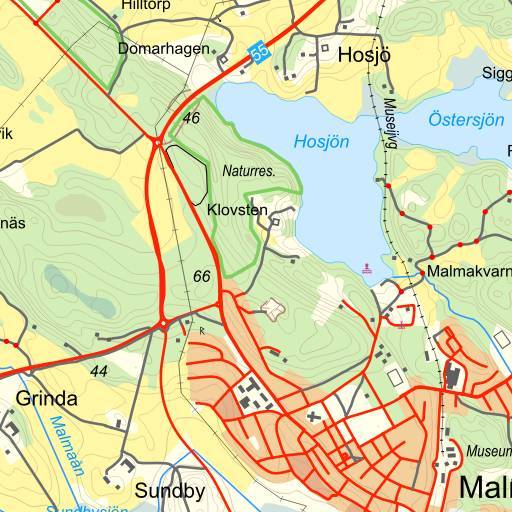 Hilltorp
Domarhagen
55
Hosjö
Sigg
46
Museijvg
Östersjön
Hosjön
rik
Naturres.
Klovsten
näs
66
Malmakvarn
R
44
Grinda
Malmaån
Museum
Sundby
Malm
Sundbysjön